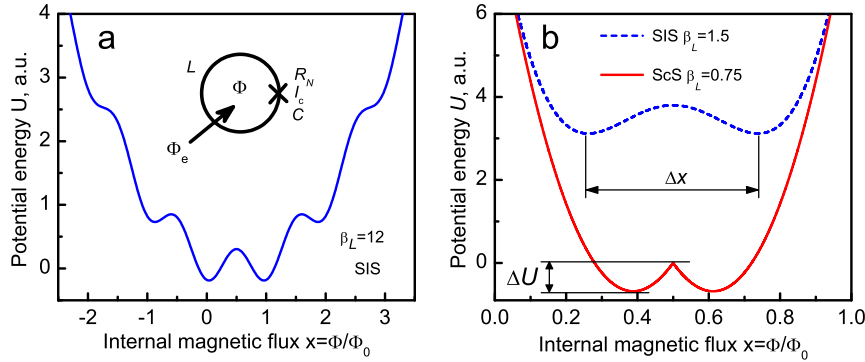 a
L
Φ
R_N
I_c
C
Φ_e
β_L=12
SIS
Potential energy U, a.u.
4
3
2
1
0
-2 -1 0 1 2 3
Internal magnetic flux x=Φ/Φ_0
b
SIS β_L=1.5
ScS β_L=0.75
Δx
ΔU
Potential energy U, a.u.
6
4
2
0
0.0 0.2 0.4 0.6 0.8 1.0
Internal magnetic flux x=Φ/Φ_0